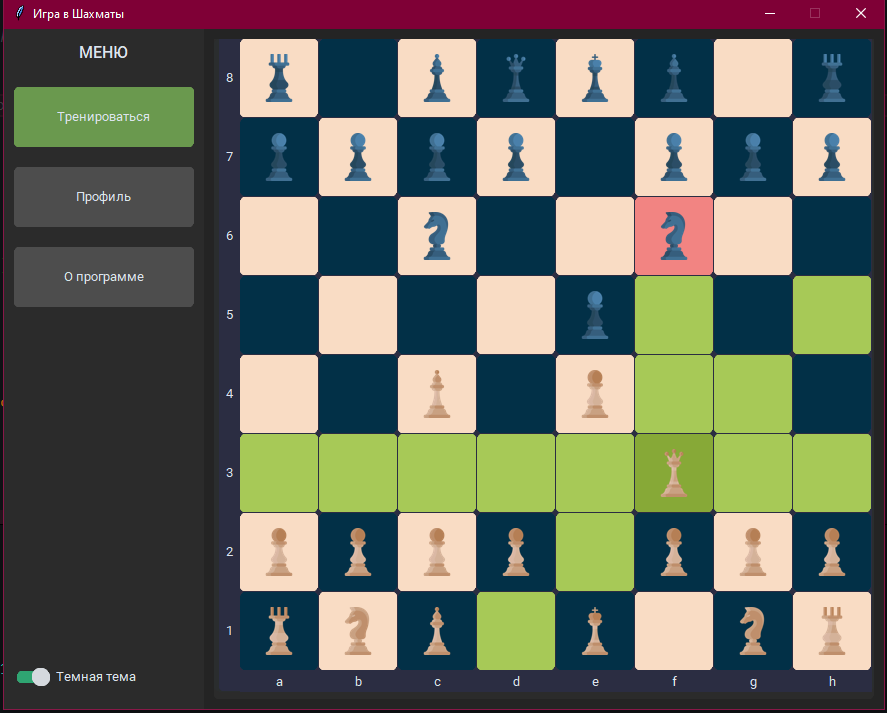 Игра в Шахматы
МЕНЮ
Тренироваться
Профиль
О программе
Темная тема
8
7
6
5
4
3
2
1
a b c d e f g h